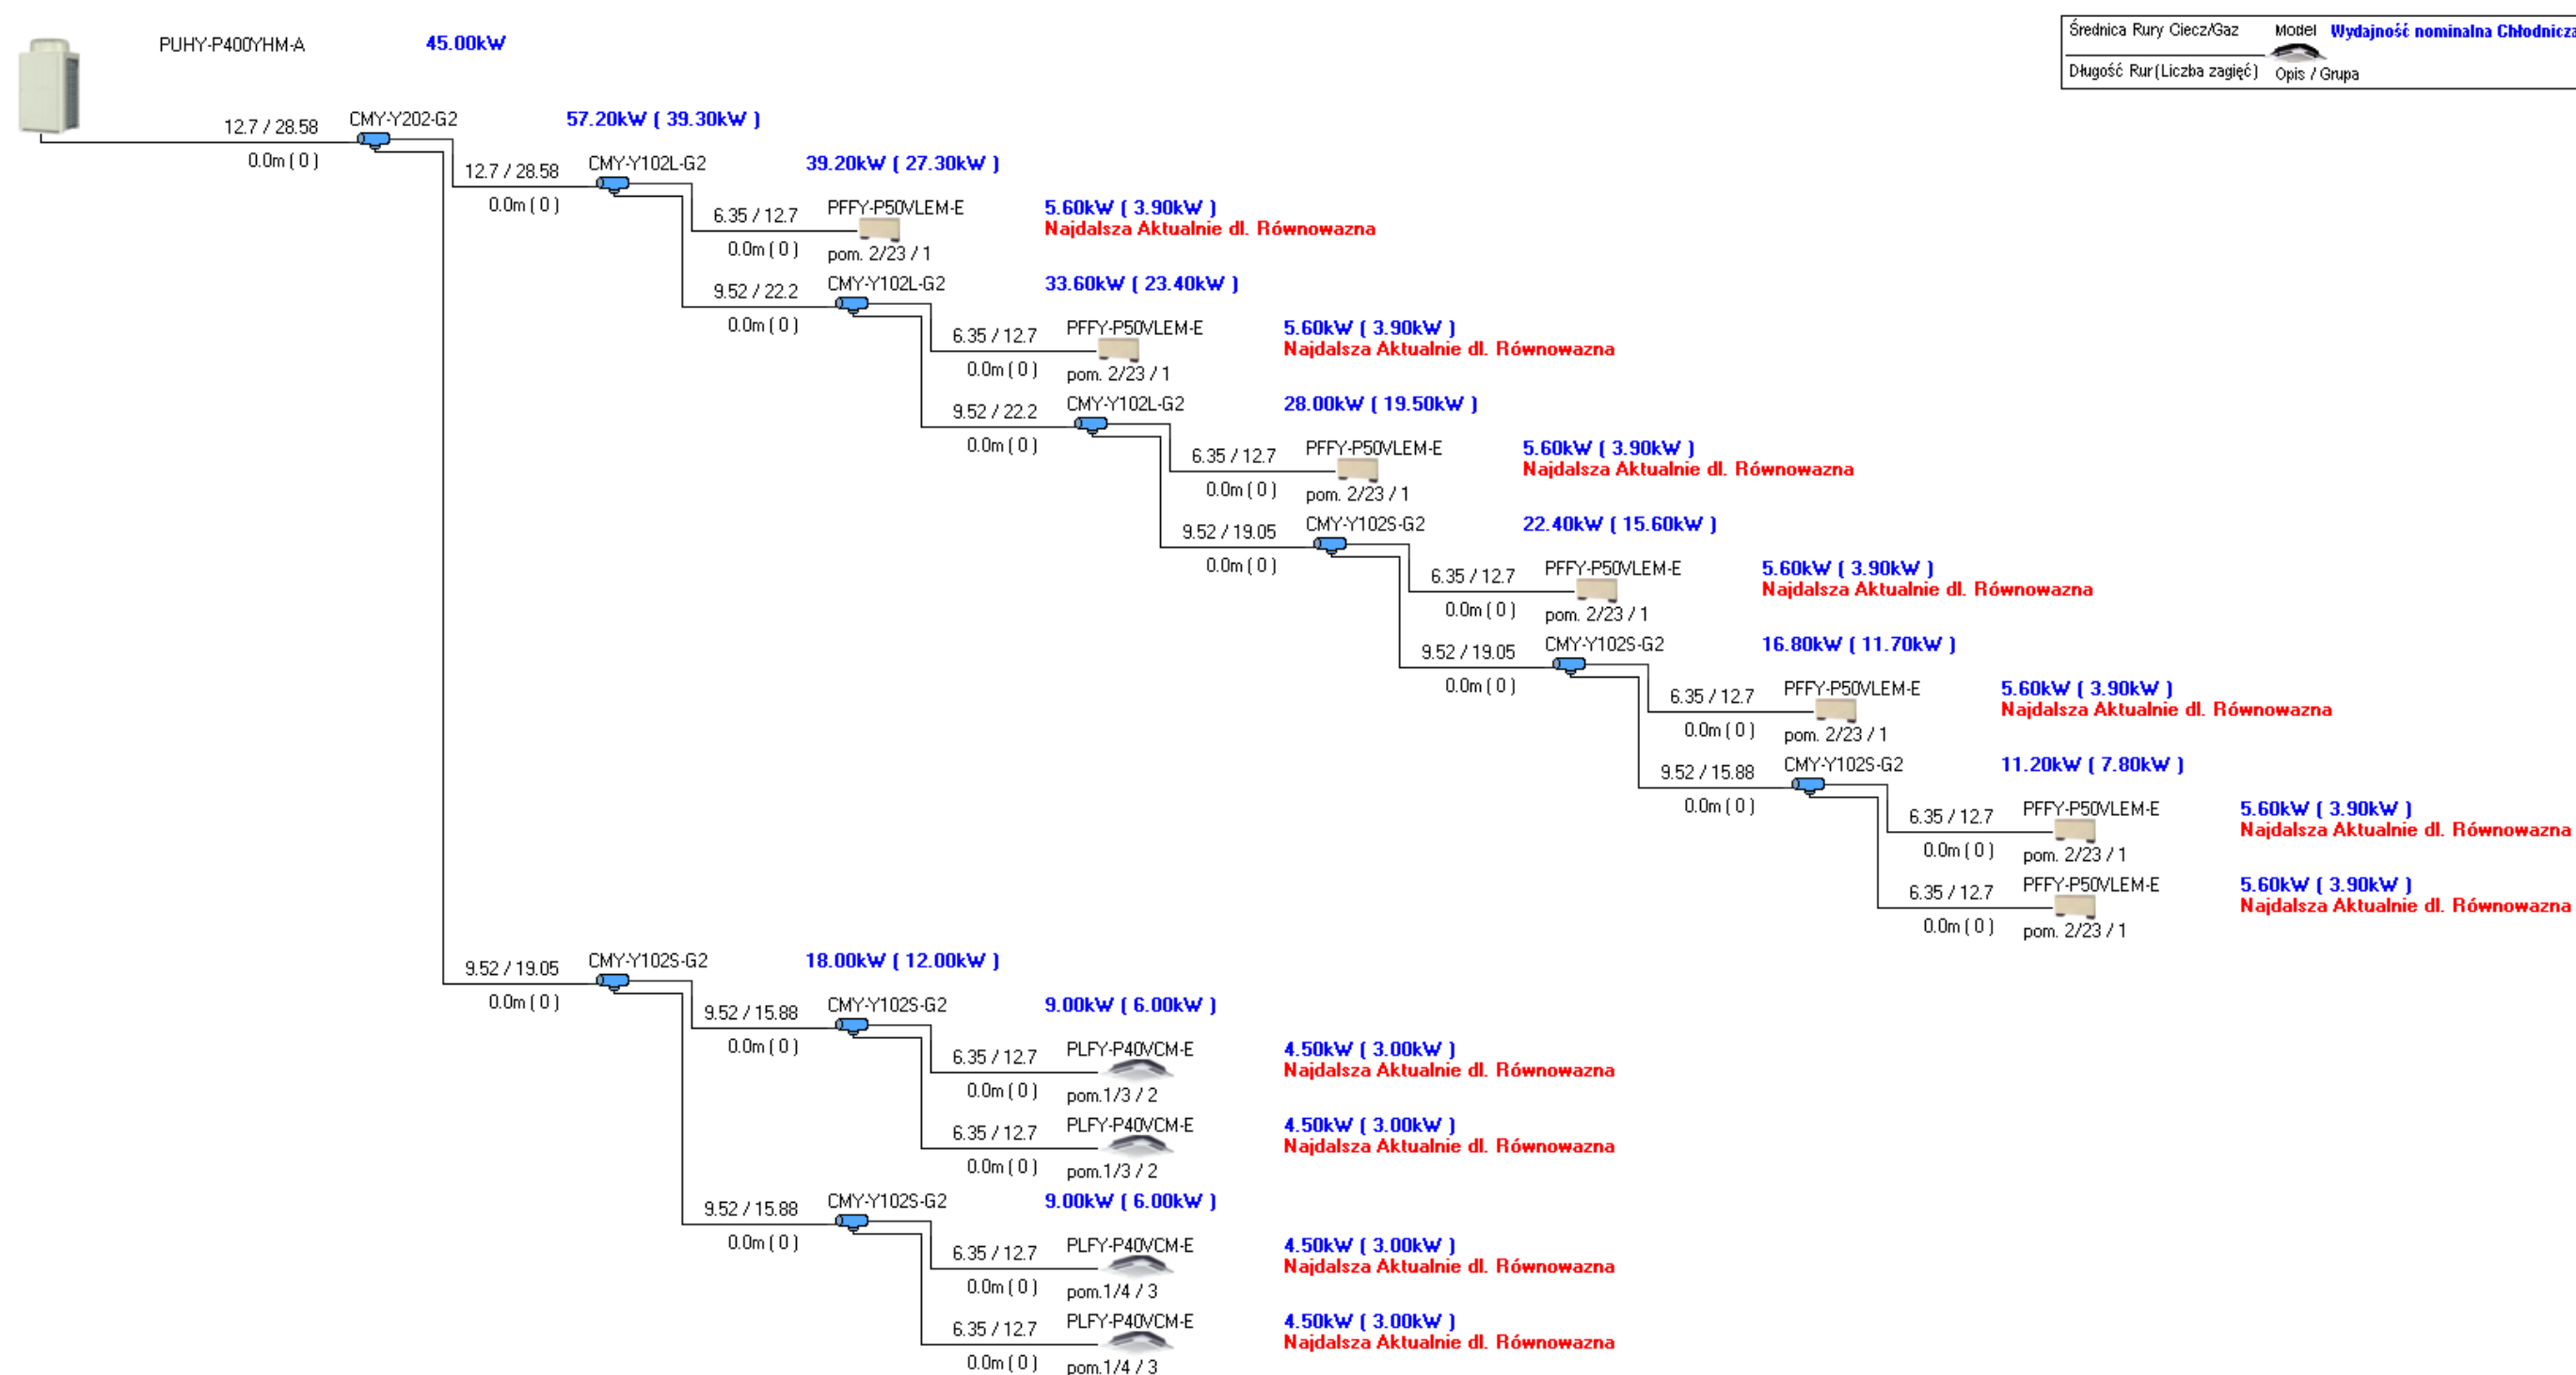 PUHY-P400YHM-A 45.00kW
Średnica Rury Ciecz/Gaz Model Wydajność nominalna Chłodnicza
Długość Rur(Liczba zagięć) Opis / Grupa
12.7 / 28.58 CMY-Y202-G2 57.20kW ( 39.30kW )
0.0m ( 0 )
12.7 / 28.58 CMY-Y102L-G2 39.20kW ( 27.30kW )
0.0m ( 0 )
6.35 / 12.7 PFFY-P50VLEM-E 5.60kW ( 3.90kW )
Najdalsza Aktualnie dl. Równowazna
0.0m ( 0 ) pom. 2/23 / 1
9.52 / 22.2 CMY-Y102L-G2 33.60kW ( 23.40kW )
0.0m ( 0 )
6.35 / 12.7 PFFY-P50VLEM-E 5.60kW ( 3.90kW )
Najdalsza Aktualnie dl. Równowazna
0.0m ( 0 ) pom. 2/23 / 1
9.52 / 22.2 CMY-Y102L-G2 28.00kW ( 19.50kW )
0.0m ( 0 )
6.35 / 12.7 PFFY-P50VLEM-E 5.60kW ( 3.90kW )
Najdalsza Aktualnie dl. Równowazna
0.0m ( 0 ) pom. 2/23 / 1
9.52 / 19.05 CMY-Y102S-G2 22.40kW ( 15.60kW )
0.0m ( 0 )
6.35 / 12.7 PFFY-P50VLEM-E 5.60kW ( 3.90kW )
Najdalsza Aktualnie dl. Równowazna
0.0m ( 0 ) pom. 2/23 / 1
9.52 / 19.05 CMY-Y102S-G2 16.80kW ( 11.70kW )
0.0m ( 0 )
6.35 / 12.7 PFFY-P50VLEM-E 5.60kW ( 3.90kW )
Najdalsza Aktualnie dl. Równowazna
0.0m ( 0 ) pom. 2/23 / 1
9.52 / 15.88 CMY-Y102S-G2 11.20kW ( 7.80kW )
0.0m ( 0 )
6.35 / 12.7 PFFY-P50VLEM-E 5.60kW ( 3.90kW )
Najdalsza Aktualnie dl. Równowazna
0.0m ( 0 ) pom. 2/23 / 1
6.35 / 12.7 PFFY-P50VLEM-E 5.60kW ( 3.90kW )
Najdalsza Aktualnie dl. Równowazna
0.0m ( 0 ) pom. 2/23 / 1
9.52 / 19.05 CMY-Y102S-G2 18.00kW ( 12.00kW )
0.0m ( 0 )
9.52 / 15.88 CMY-Y102S-G2 9.00kW ( 6.00kW )
0.0m ( 0 )
6.35 / 12.7 PLFY-P40VCM-E 4.50kW ( 3.00kW )
Najdalsza Aktualnie dl. Równowazna
0.0m ( 0 ) pom.1/3 / 2
6.35 / 12.7 PLFY-P40VCM-E 4.50kW ( 3.00kW )
Najdalsza Aktualnie dl. Równowazna
0.0m ( 0 ) pom.1/3 / 2
9.52 / 15.88 CMY-Y102S-G2 9.00kW ( 6.00kW )
0.0m ( 0 )
6.35 / 12.7 PLFY-P40VCM-E 4.50kW ( 3.00kW )
Najdalsza Aktualnie dl. Równowazna
0.0m ( 0 ) pom.1/4 / 3
6.35 / 12.7 PLFY-P40VCM-E 4.50kW ( 3.00kW )
Najdalsza Aktualnie dl. Równowazna
0.0m ( 0 ) pom.1/4 / 3